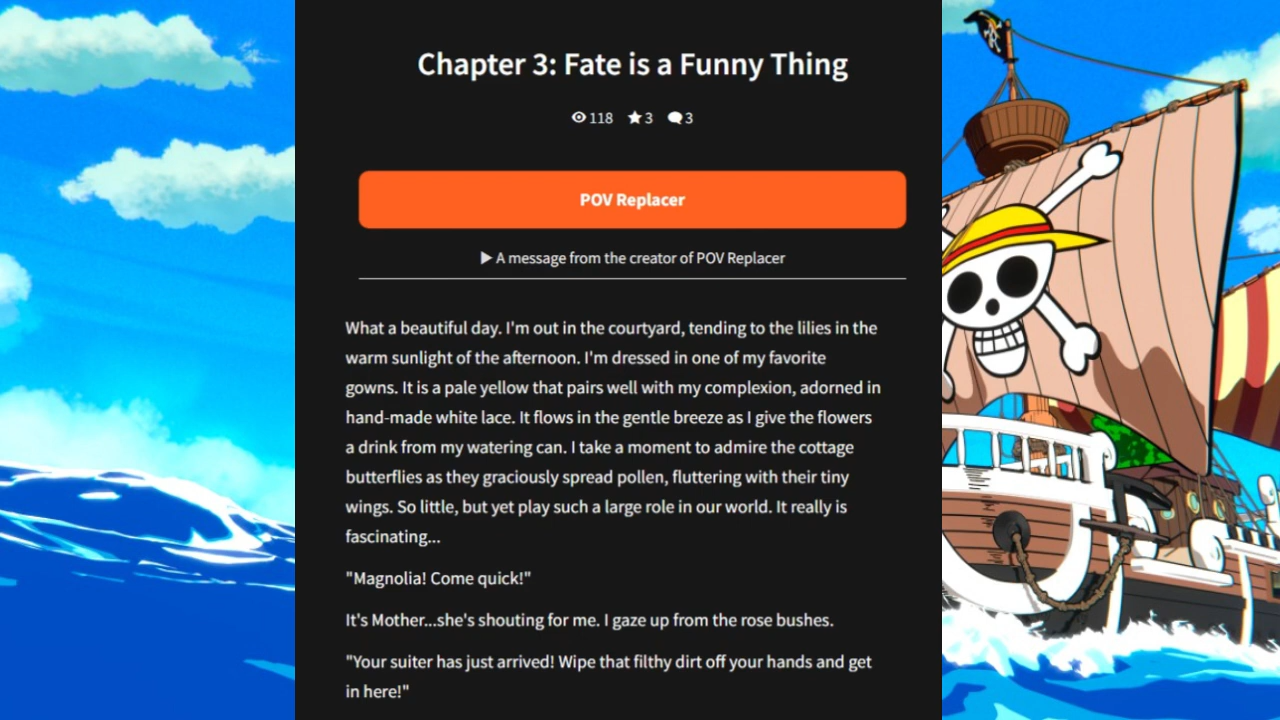 Chapter 3: Fate is a Funny Thing
118 3 3
POV Replacer
▶ A message from the creator of POV Replacer
What a beautiful day. I'm out in the courtyard, tending to the lilies in the
warm sunlight of the afternoon. I'm dressed in one of my favorite
gowns. It is a pale yellow that pairs well with my complexion, adorned in
hand-made white lace. It flows in the gentle breeze as I give the flowers
a drink from my watering can. I take a moment to admire the cottage
butterflies as they graciously spread pollen, fluttering with their tiny
wings. So little, but yet play such a large role in our world. It really is
fascinating...
"Magnolia! Come quick!"
It's Mother...she's shouting for me. I gaze up from the rose bushes.
"Your suiter has just arrived! Wipe that filthy dirt off your hands and get
in here!"